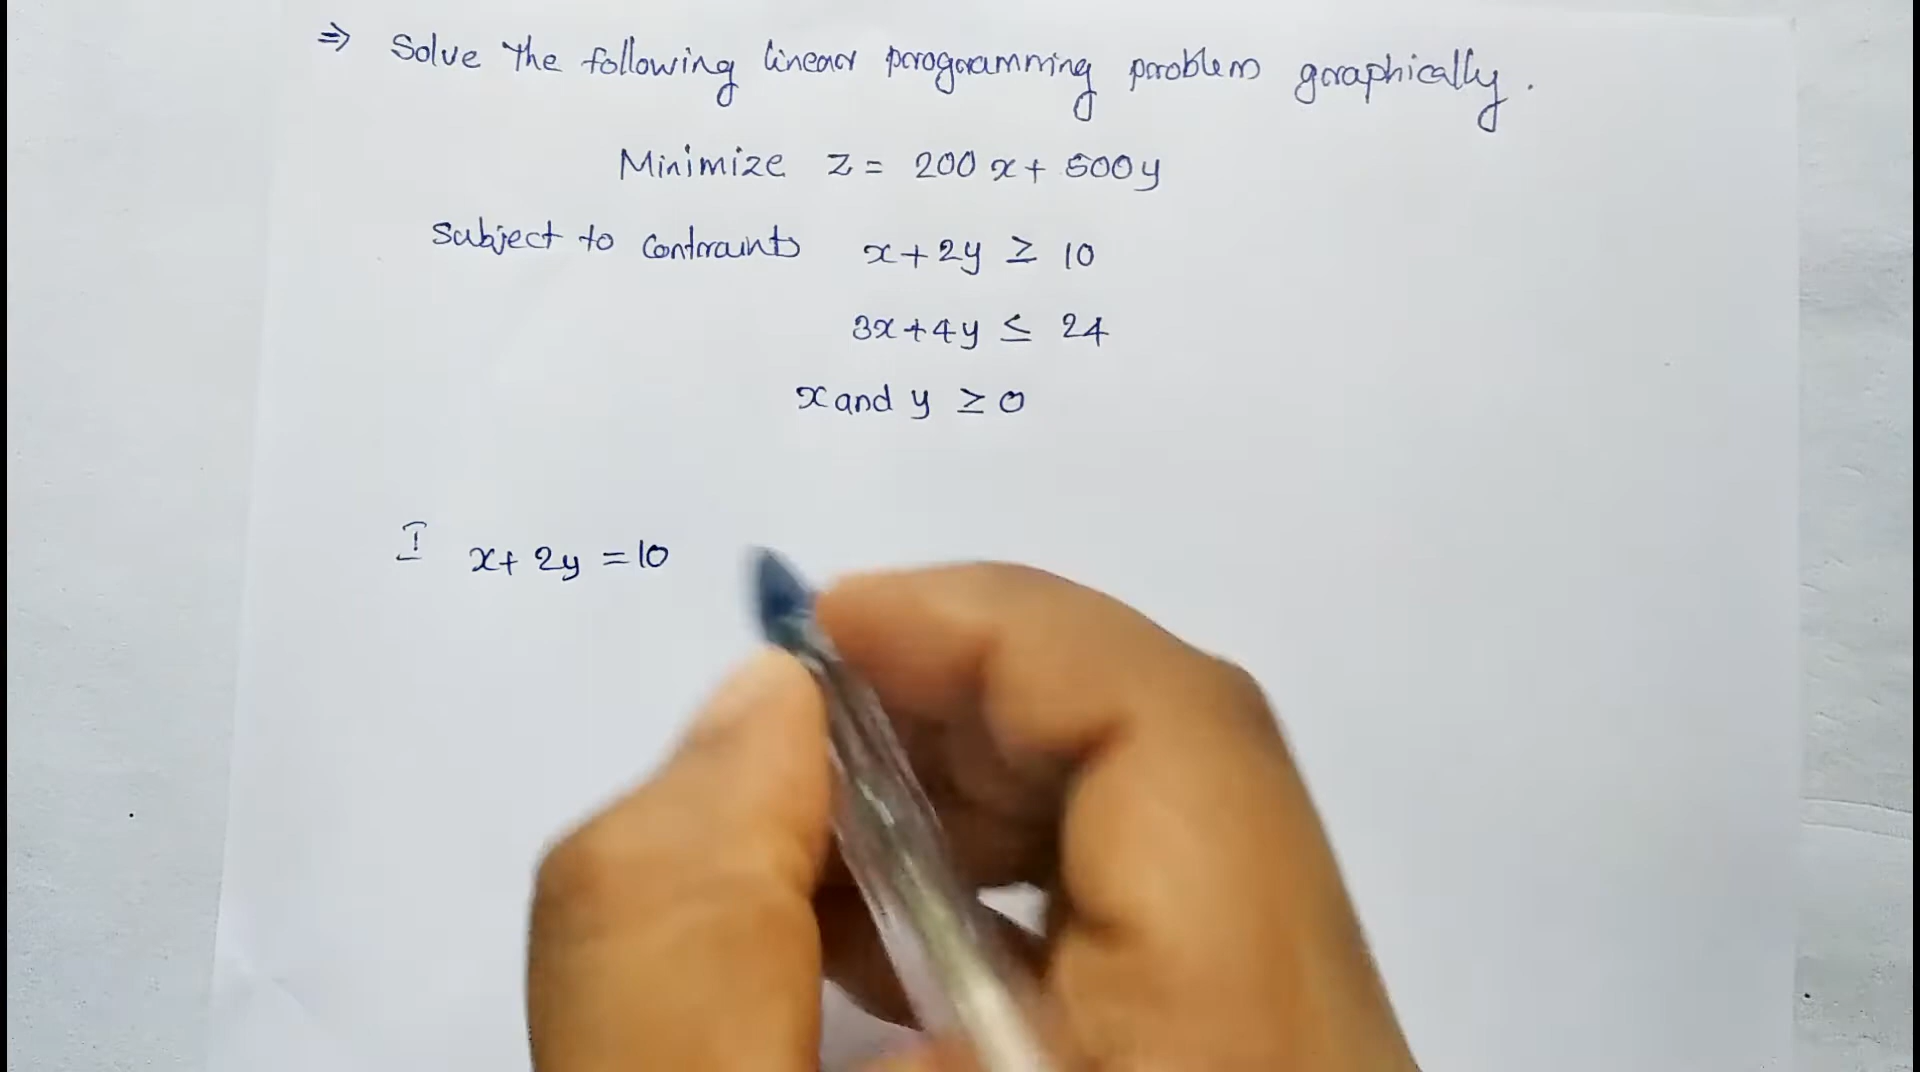 ⇒ Solve the following linear programming problem graphically.
Minimize z = 200x + 500y
Subject to Contraints x + 2y ≥ 10
3x + 4y ≤ 24
x and y ≥ 0
I x + 2y = 10